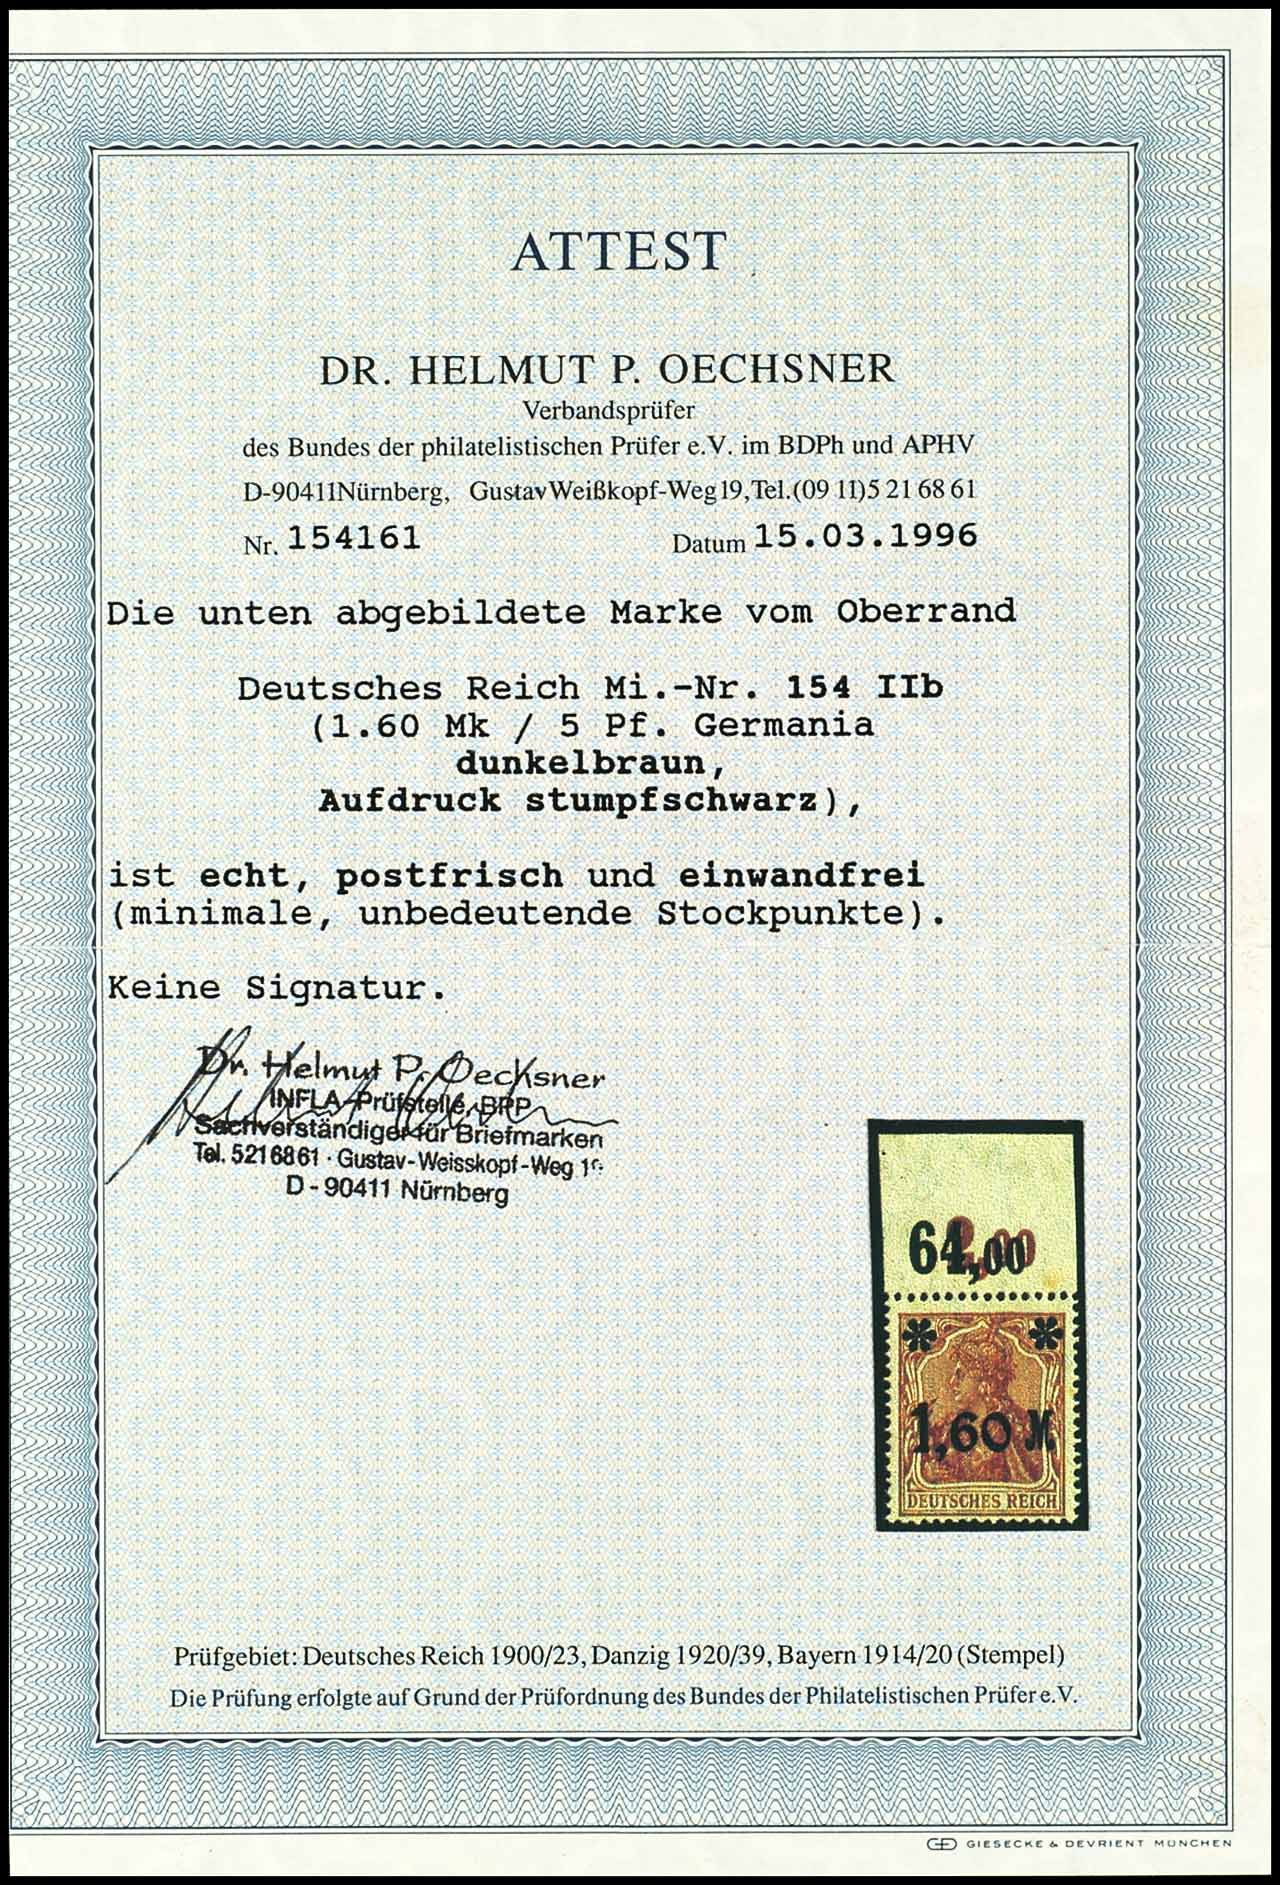 ATTEST
DR. HELMUT P. OECHSNER
Verbandsprüfer
des Bundes der philatelistischen Prüfer e.V. im BDPh und APHV
D-90411Nürnberg, Gustav Weißkopf-Weg 19, Tel.(09 11)5 21 68 61
Nr. 154161 Datum 15.03.1996
Die unten abgebildete Marke vom Oberrand
Deutsches Reich Mi.-Nr. 154 IIb
(1.60 Mk / 5 Pf. Germania
dunkelbraun,
Aufdruck stumpfschwarz),
ist echt, postfrisch und einwandfrei
(minimale, unbedeutende Stockpunkte).
Keine Signatur.
Dr. Helmut P. Oechsner
INFLA-Prüfstelle, BPP
Sachverständiger für Briefmarken
Tel. 5216861 · Gustav-Weisskopf-Weg
D - 90411 Nürnberg
64,00
1,60 M
DEUTSCHES REICH
Prüfgebiet: Deutsches Reich 1900/23, Danzig 1920/39, Bayern 1914/20 (Stempel)
Die Prüfung erfolgte auf Grund der Prüfordnung des Bundes der Philatelistischen Prüfer e.V.
GIESECKE & DEVRIENT MÜNCHEN